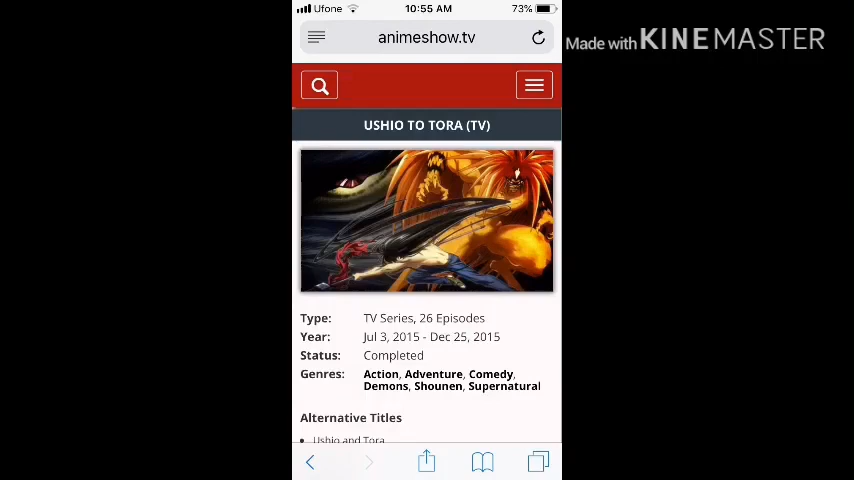 Ufone 10:55 AM 73%
animeshow.tv
Made with KINEMASTER
USHIO TO TORA (TV)
Type: TV Series, 26 Episodes
Year: Jul 3, 2015 - Dec 25, 2015
Status: Completed
Genres: Action, Adventure, Comedy,
Demons, Shounen, Supernatural
Alternative Titles
• Ushio and Tora